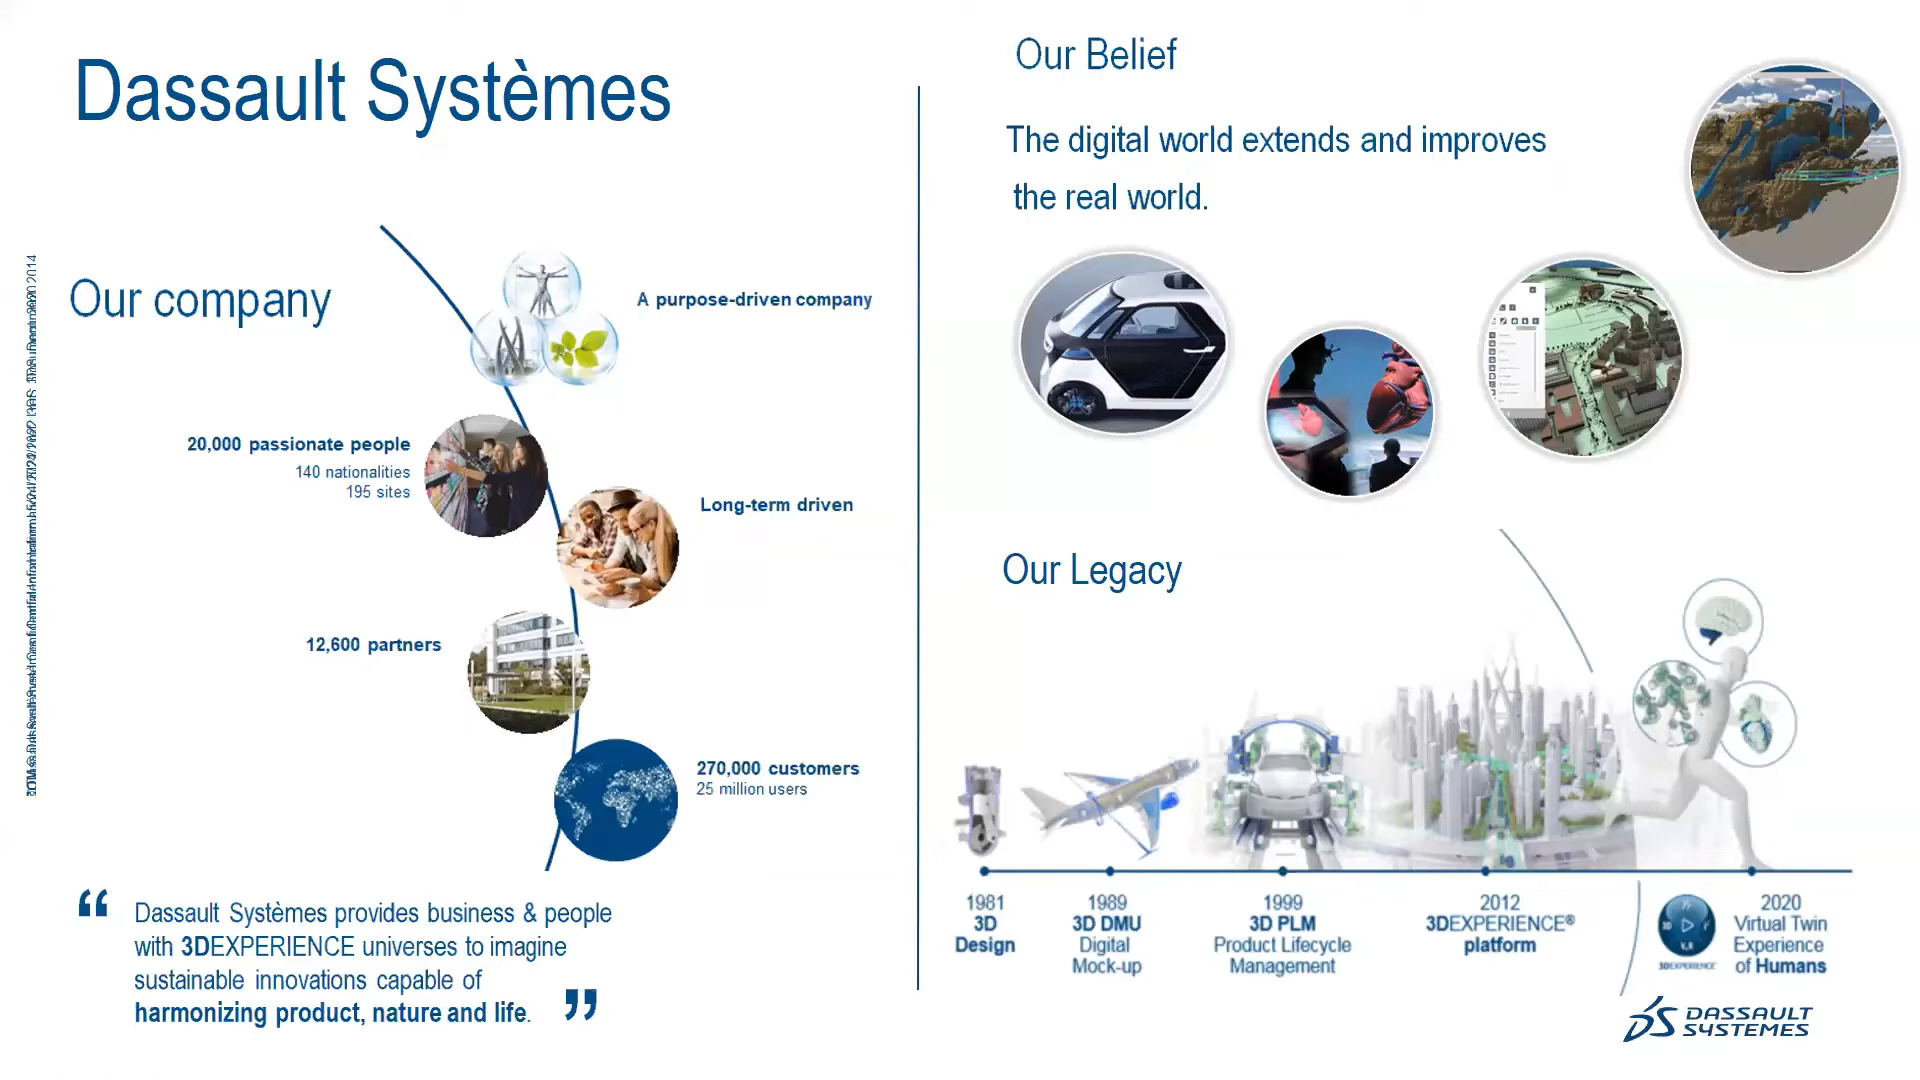 Dassault Systèmes
Our company
A purpose-driven company
20,000 passionate people
140 nationalities
195 sites
Long-term driven
12,600 partners
270,000 customers
25 million users
“ Dassault Systèmes provides business & people
with 3DEXPERIENCE universes to imagine
sustainable innovations capable of
harmonizing product, nature and life. ”
Our Belief
The digital world extends and improves
the real world.
Our Legacy
1981
3D
Design
1989
3D DMU
Digital
Mock-up
1999
3D PLM
Product Lifecycle
Management
2012
3DEXPERIENCE®
platform
3D
V.R
3DEXPERIENCE
2020
Virtual Twin
Experience
of Humans
DASSAULT
SYSTEMES